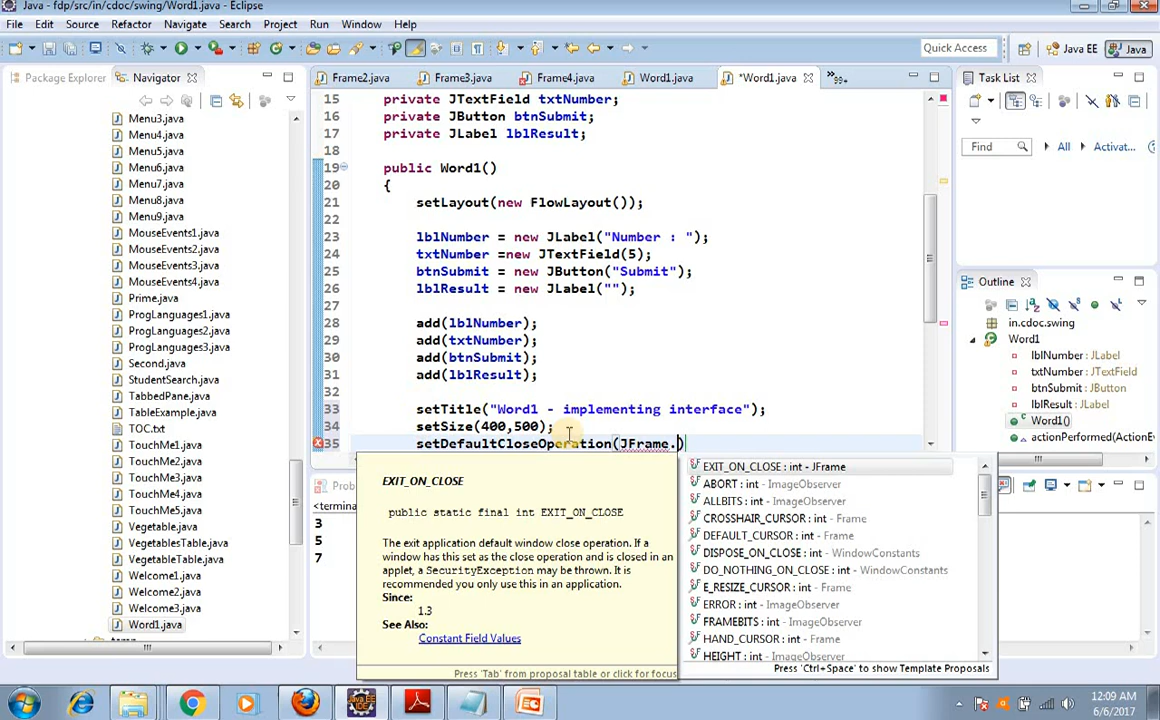 Java - fdp/src/in/cdoc/swing/Word1.java - Eclipse
File Edit Source Refactor Navigate Search Project Run Window Help
Quick Access
Java EE
Java
Package Explorer
Navigator
Frame2.java
Frame3.java
Frame4.java
Word1.java
*Word1.java
»99
Task List
Menu3.java
Menu4.java
Menu5.java
Menu6.java
Menu7.java
Menu8.java
Menu9.java
MouseEvents1.java
MouseEvents2.java
MouseEvents3.java
MouseEvents4.java
Prime.java
ProgLanguages1.java
ProgLanguages2.java
ProgLanguages3.java
Second.java
StudentSearch.java
TabbedPane.java
TableExample.java
TOC.txt
TouchMe1.java
TouchMe2.java
TouchMe3.java
TouchMe4.java
TouchMe5.java
Vegetable.java
VegetablesTable.java
VegetableTable.java
Welcome1.java
Welcome2.java
Welcome3.java
Word1.java
15 private JTextField txtNumber;
16 private JButton btnSubmit;
17 private JLabel lblResult;
18
19 public Word1()
20 {
21 setLayout(new FlowLayout());
22
23 lblNumber = new JLabel("Number : ");
24 txtNumber =new JTextField(5);
25 btnSubmit = new JButton("Submit");
26 lblResult = new JLabel("");
27
28 add(lblNumber);
29 add(txtNumber);
30 add(btnSubmit);
31 add(lblResult);
32
33 setTitle("Word1 - implementing interface");
34 setSize(400,500);
35 setDefaultCloseOperation(JFrame.)
Find
All
Activat...
Outline
in.cdoc.swing
Word1
lblNumber : JLabel
txtNumber : JTextField
btnSubmit : JButton
lblResult : JLabel
Word1()
actionPerformed(ActionE
Prob
<termina
3
5
7
EXIT_ON_CLOSE
public static final int EXIT_ON_CLOSE
The exit application default window close operation. If a
window has this set as the close operation and is closed in an
applet, a SecurityException may be thrown. It is
recommended you only use this in an application.
Since:
1.3
See Also:
Constant Field Values
Press 'Tab' from proposal table or click for focus
EXIT_ON_CLOSE : int - JFrame
ABORT : int - ImageObserver
ALLBITS : int - ImageObserver
CROSSHAIR_CURSOR : int - Frame
DEFAULT_CURSOR : int - Frame
DISPOSE_ON_CLOSE : int - WindowConstants
DO_NOTHING_ON_CLOSE : int - WindowConstants
E_RESIZE_CURSOR : int - Frame
ERROR : int - ImageObserver
FRAMEBITS : int - ImageObserver
HAND_CURSOR : int - Frame
HEIGHT : int - ImageObserver
Press 'Ctrl+Space' to show Template Proposals
12:09 AM
6/6/2017